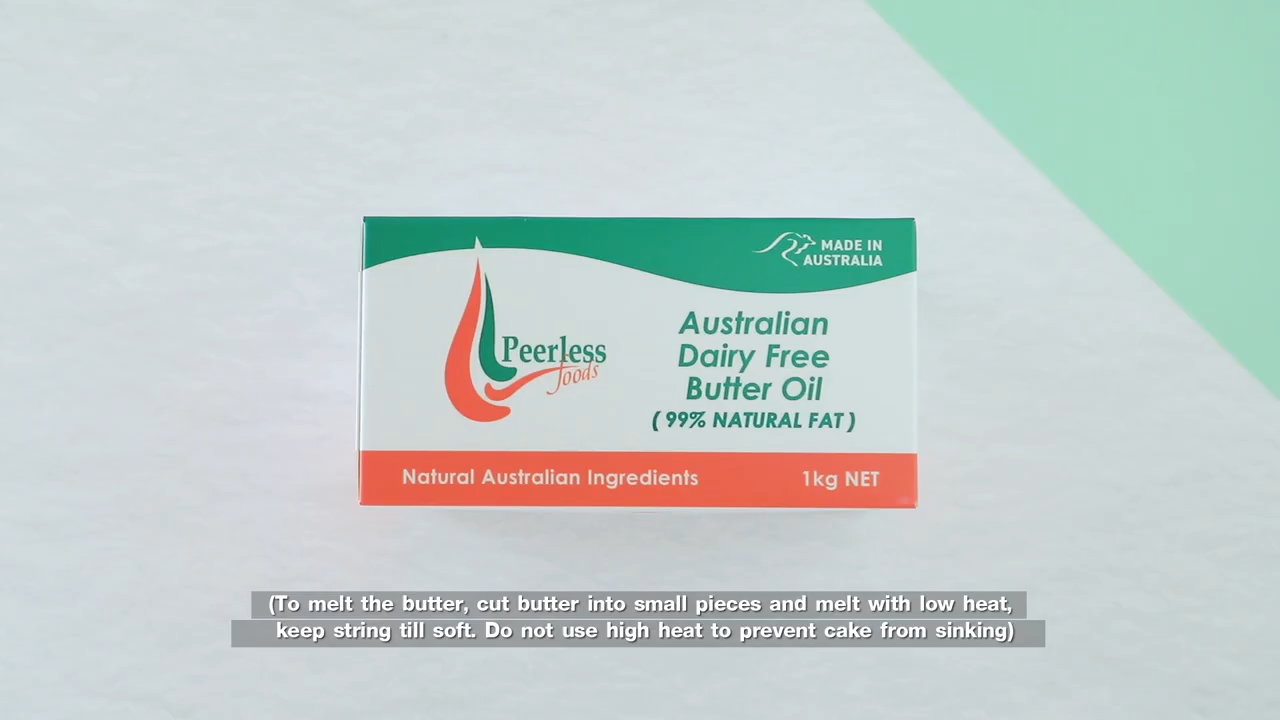 MADE IN
AUSTRALIA
Peerless
foods
Australian
Dairy Free
Butter Oil
( 99% NATURAL FAT )
Natural Australian Ingredients
1kg NET
(To melt the butter, cut butter into small pieces and melt with low heat,
keep string till soft. Do not use high heat to prevent cake from sinking)